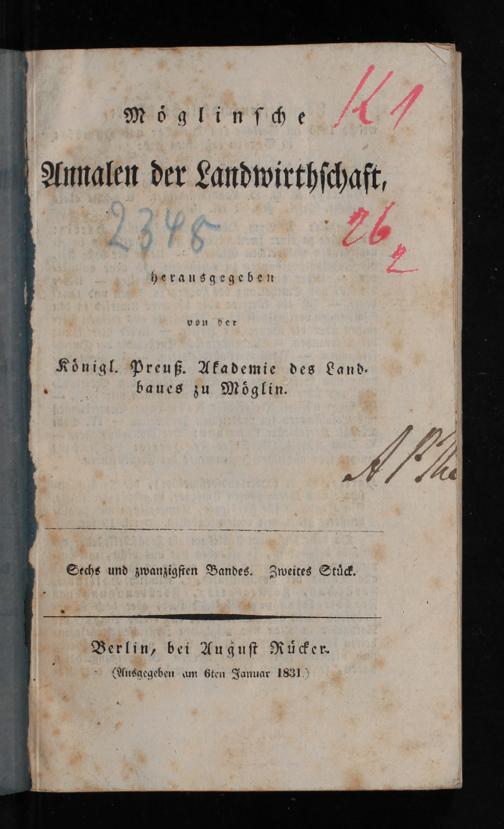 Möglinsche
K 1
Annalen der Landwirthschaft,
2348
26
2
herausgegeben
von der
Königl. Preuß. Akademie des Land-
baues zu Möglin.
Sechs und zwanzigsten Bandes. Zweites Stück.
Berlin, bei August Rücker.
(Ausgegeben am 6ten Januar 1831.)